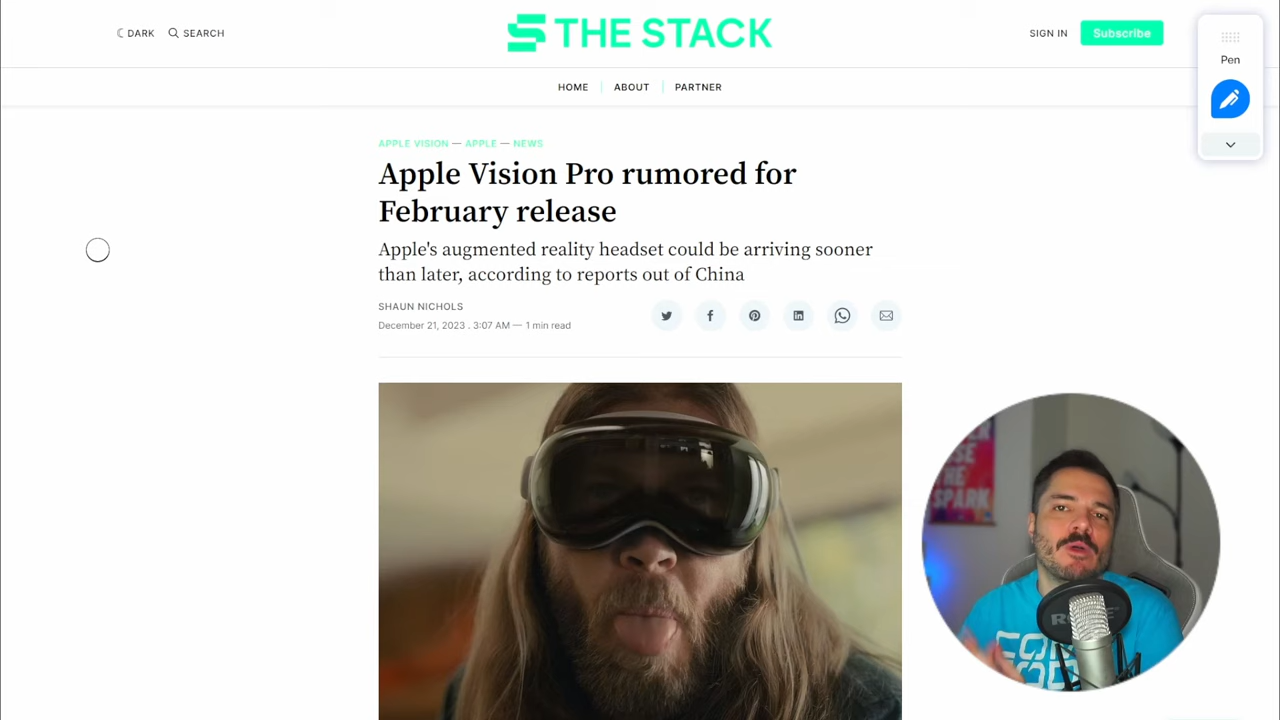 DARK
SEARCH
THE STACK
SIGN IN
Subscribe
Pen
HOME
ABOUT
PARTNER
APPLE VISION — APPLE — NEWS
Apple Vision Pro rumored for
February release
Apple's augmented reality headset could be arriving sooner
than later, according to reports out of China
SHAUN NICHOLS
December 21, 2023 . 3:07 AM — 1 min read
SPARK